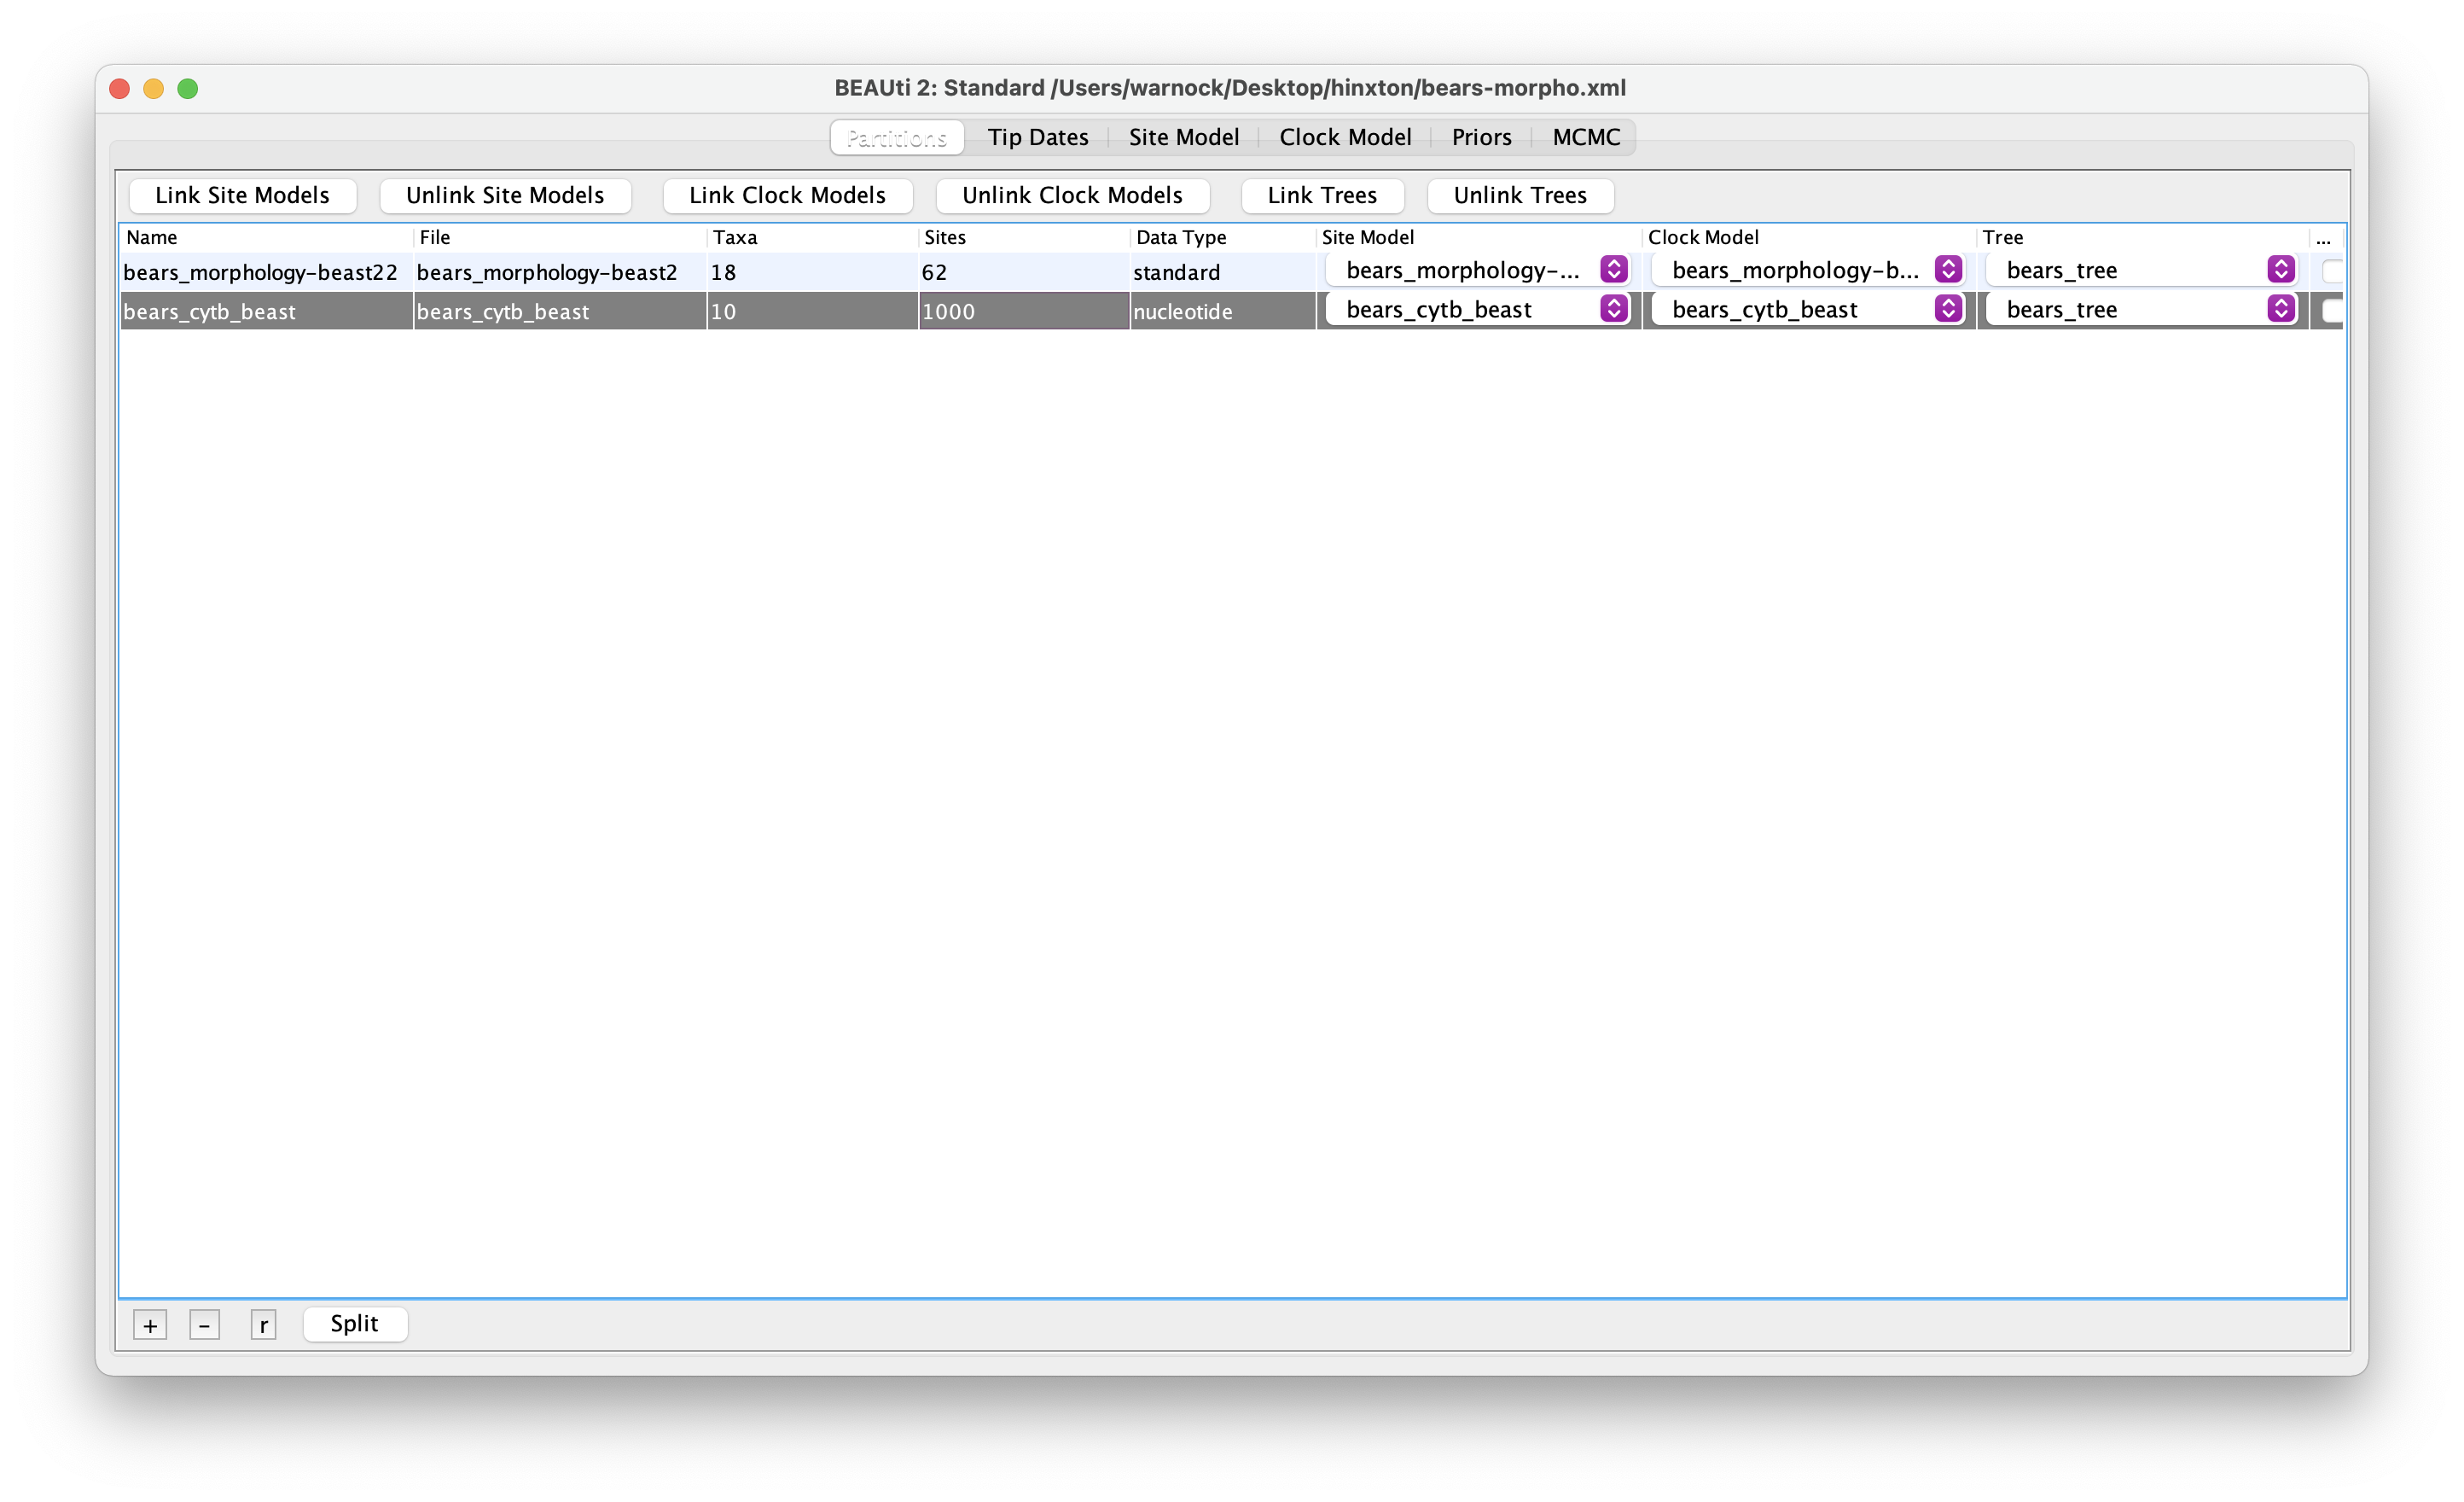 BEAUti 2: Standard /Users/warnock/Desktop/hinxton/bears-morpho.xml
Partitions Tip Dates Site Model Clock Model Priors MCMC
Link Site Models Unlink Site Models Link Clock Models Unlink Clock Models Link Trees Unlink Trees
Name File Taxa Sites Data Type Site Model Clock Model Tree ...
bears_morphology-beast22 bears_morphology-beast2 18 62 standard bears_morphology-... bears_morphology-b... bears_tree
bears_cytb_beast bears_cytb_beast 10 1000 nucleotide bears_cytb_beast bears_cytb_beast bears_tree
+ - r Split